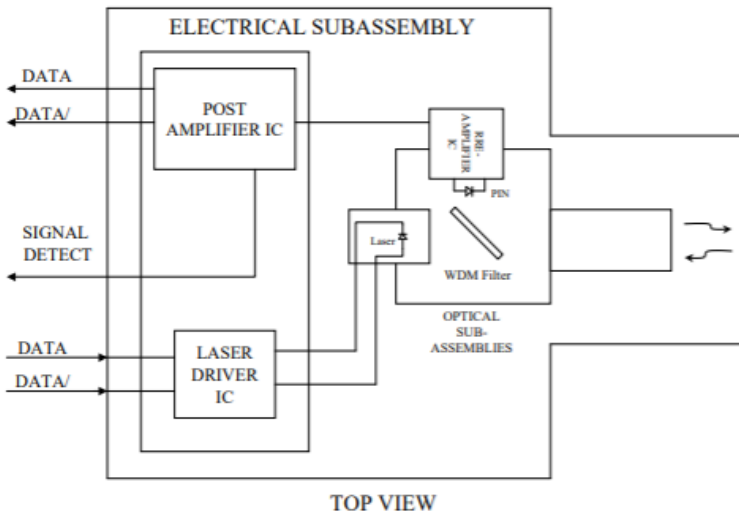 ELECTRICAL SUBASSEMBLY
DATA
DATA/
POST
AMPLIFIER IC
RRE-
AMPLIFIER
IC
PIN
SIGNAL
DETECT
Laser
WDM Filter
OPTICAL
SUB-
ASSEMBLIES
DATA
DATA/
LASER
DRIVER
IC
TOP VIEW